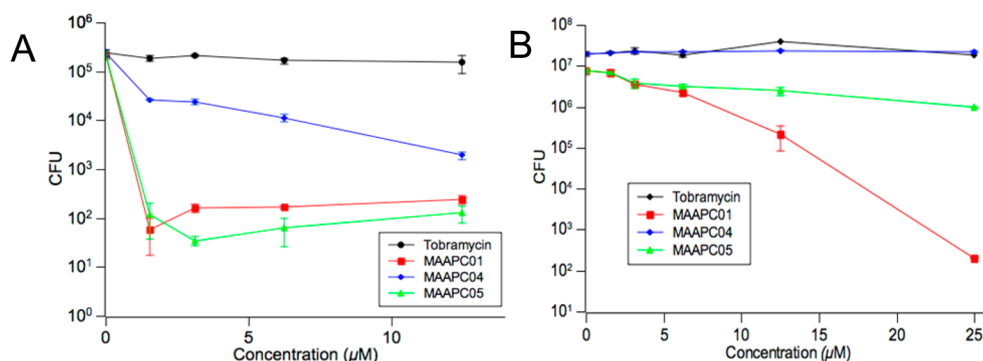 A
10⁶
10⁵
10⁴
10³
10²
10¹
10⁰
CFU
0
5
10
Concentration (µM)
Tobramycin
MAAPC01
MAAPC04
MAAPC05
B
10⁸
10⁷
10⁶
10⁵
10⁴
10³
10²
10¹
CFU
0
5
10
15
20
25
Concentration (µM)
Tobramycin
MAAPC01
MAAPC04
MAAPC05